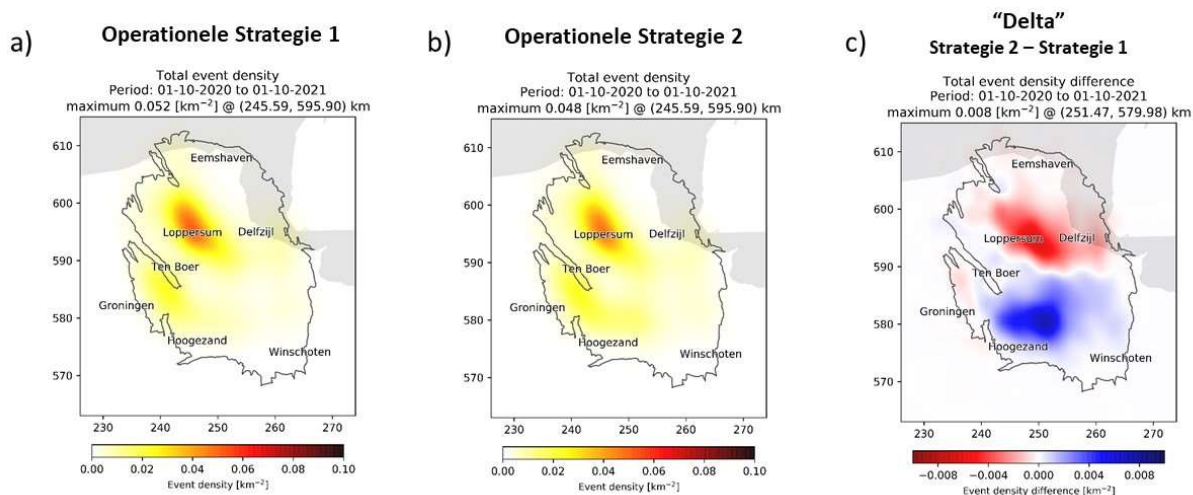 a)
Operationele Strategie 1
Total event density
Period: 01-10-2020 to 01-10-2021
maximum 0.052 [km⁻²] @ (245.59, 595.90) km
610
600
590
580
570
Eemshaven
Loppersum
Delfzijl
Ten Boer
Groningen
Hoogezand
Winschoten
230 240 250 260 270
0.00 0.02 0.04 0.06 0.08 0.10
Event density [km⁻²]
b)
Operationele Strategie 2
Total event density
Period: 01-10-2020 to 01-10-2021
maximum 0.048 [km⁻²] @ (245.59, 595.90) km
610
600
590
580
570
Eemshaven
Loppersum
Delfzijl
Ten Boer
Groningen
Hoogezand
Winschoten
230 240 250 260 270
0.00 0.02 0.04 0.06 0.08 0.10
Event density [km⁻²]
c)
“Delta”
Strategie 2 – Strategie 1
Total event density difference
Period: 01-10-2020 to 01-10-2021
maximum 0.008 [km⁻²] @ (251.47, 579.98) km
610
600
590
580
570
Eemshaven
Loppersum
Delfzijl
Ten Boer
Groningen
Hoogezand
Winschoten
230 240 250 260 270
−0.008 −0.004 0.000 0.004 0.008
Event density difference [km⁻²]